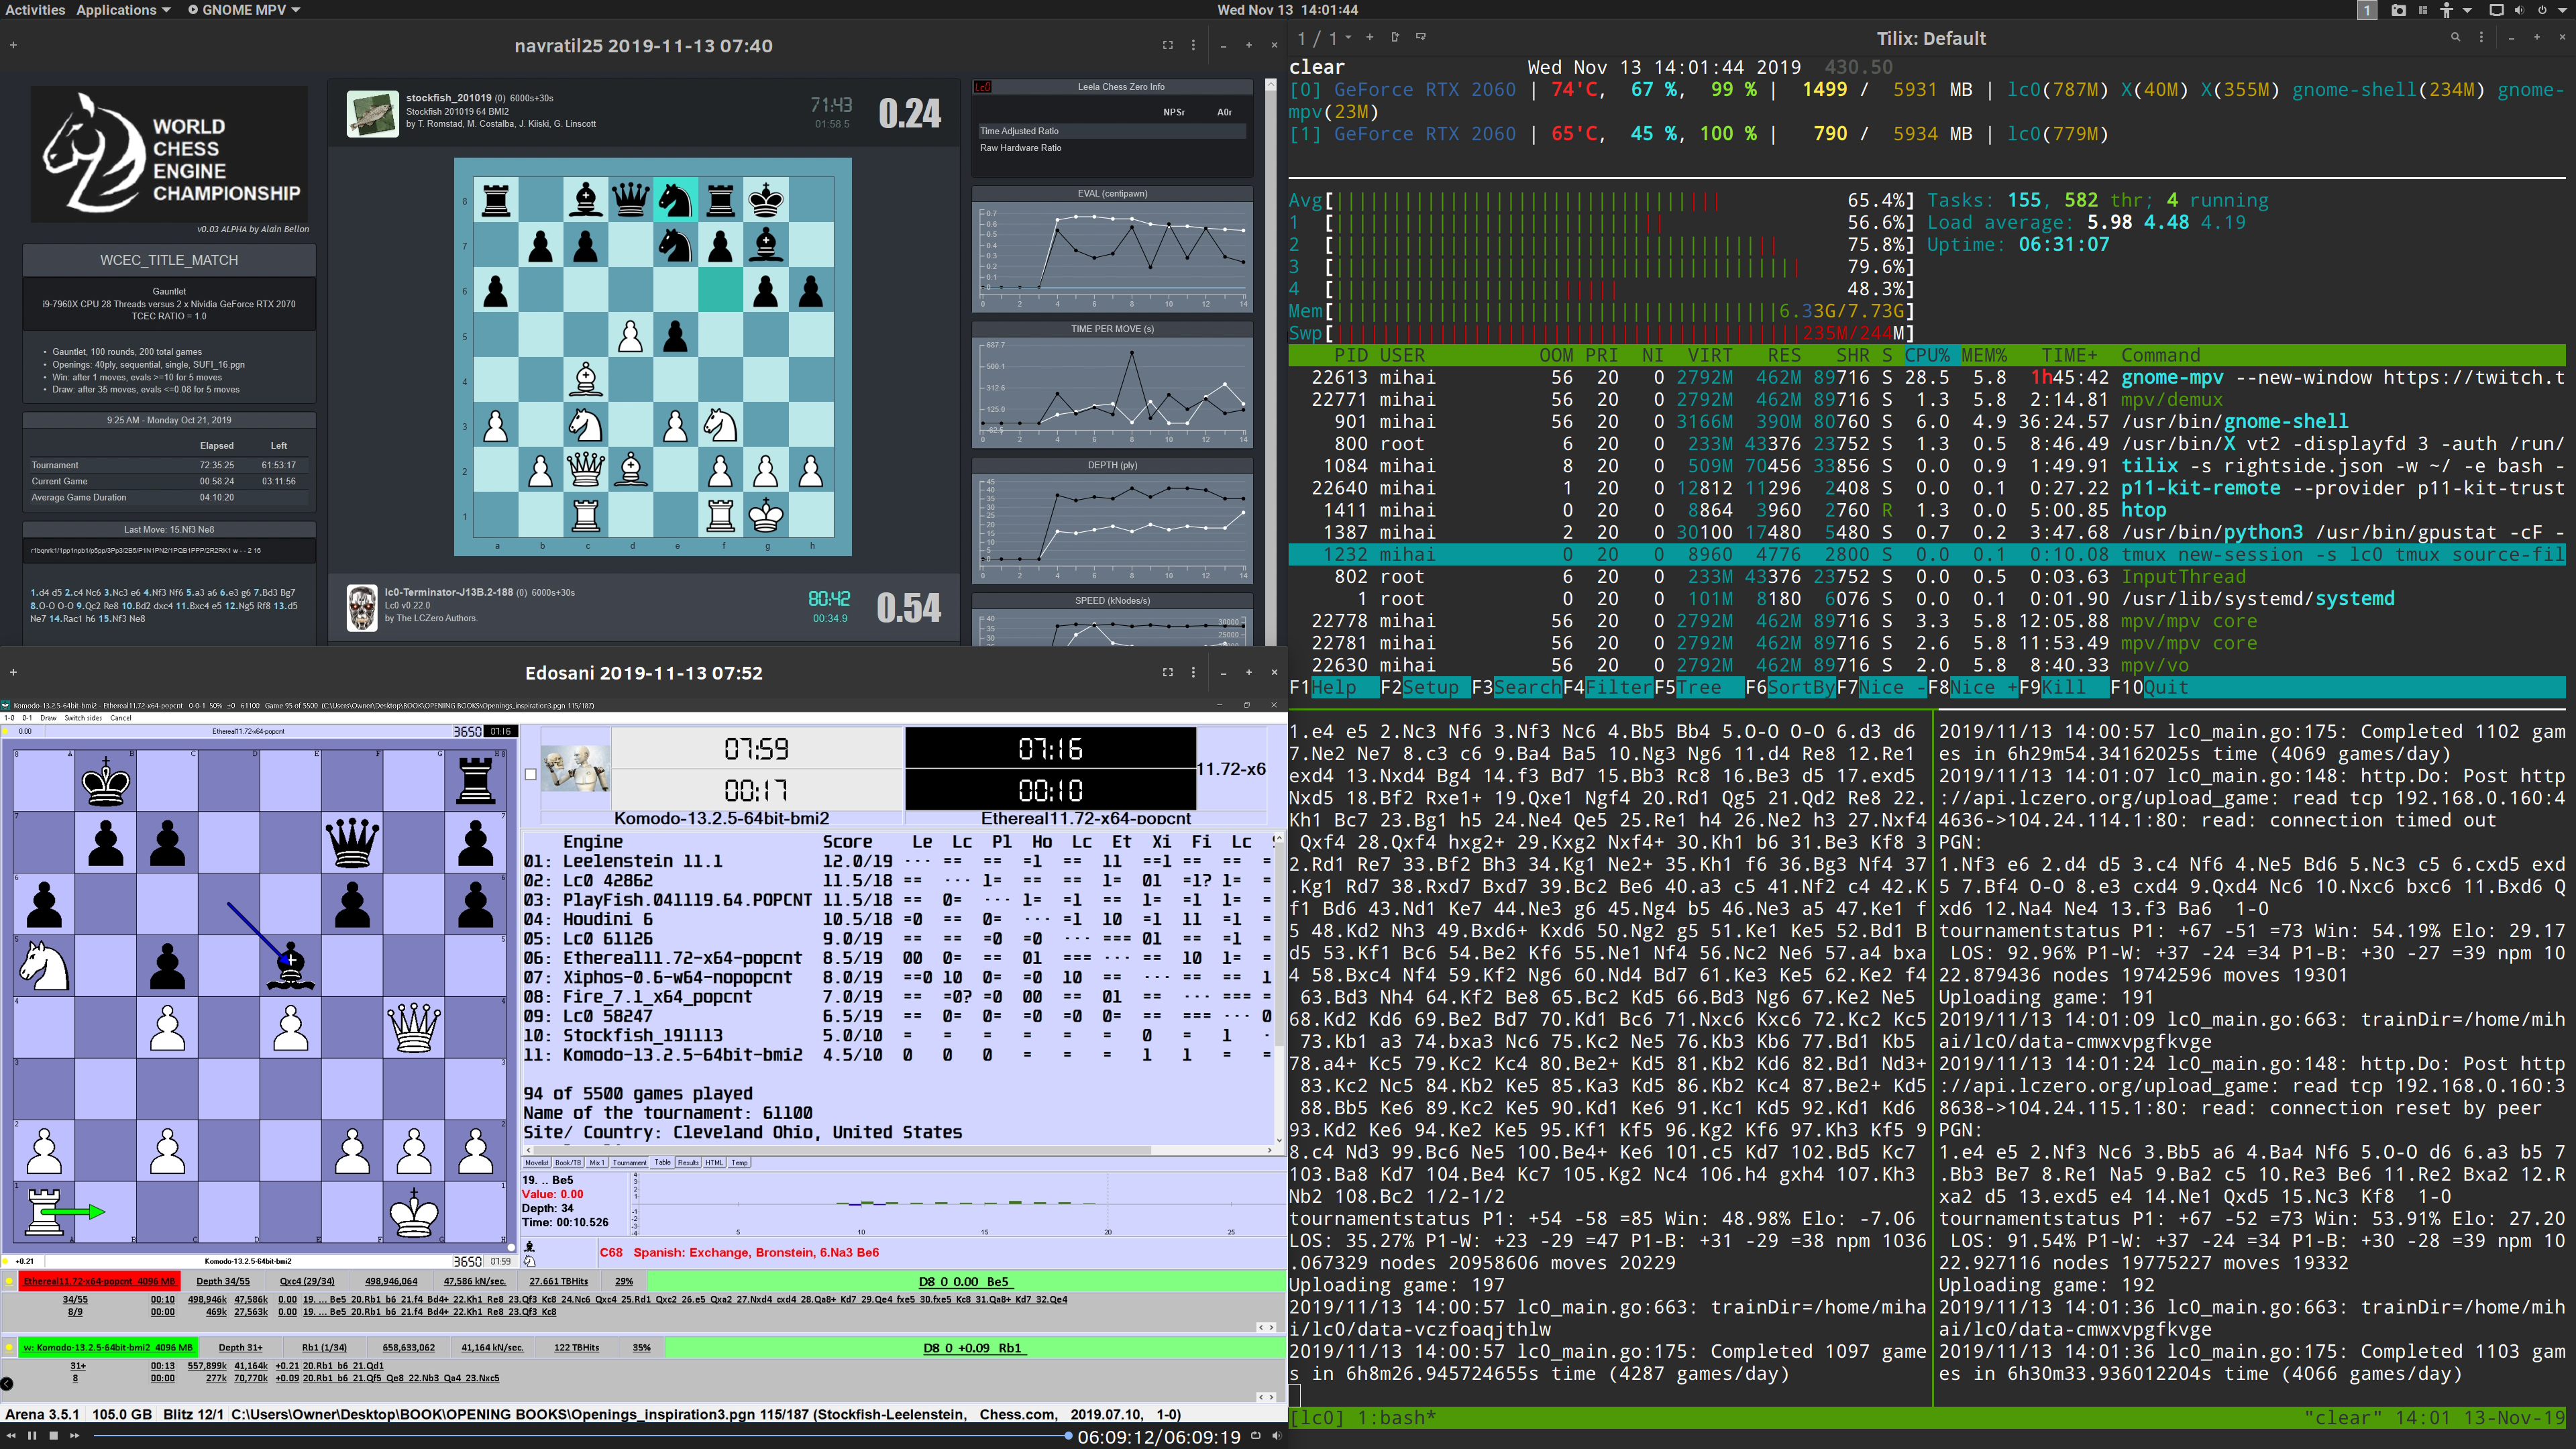 Activities Applications GNOME MPV
Wed Nov 13 14:01:44
1
navratil25 2019-11-13 07:40
WORLD
CHESS
ENGINE
CHAMPIONSHIP
v0.03 ALPHA by Alain Bellon
WCEC_TITLE_MATCH
Gauntlet
i9-7960X CPU 28 Threads versus 2 x Nvidia GeForce RTX 2070
TCEC RATIO = 1.0
• Gauntlet, 100 rounds, 200 total games
• Openings: 40ply, sequential, single, SUFI_16.pgn
• Win: after 1 moves, evals >=10 for 5 moves
• Draw: after 35 moves, evals <=0.08 for 5 moves
9:25 AM - Monday Oct 21, 2019
Elapsed Left
Tournament 72:35:25 61:53:17
Current Game 00:58:24 03:11:56
Average Game Duration 04:10:20
Last Move: 15.Nf3 Ne8
r1bqnrk1/1pp1npb1/p5pp/3Pp3/2B5/P1N1PN2/1PQB1PPP/2R2RK1 w - - 2 16
1.d4 d5 2.c4 Nc6 3.Nc3 e6 4.Nf3 Nf6 5.a3 a6 6.e3 g6 7.Bd3 Bg7
8.O-O O-O 9.Qc2 Re8 10.Bd2 dxc4 11.Bxc4 e5 12.Ng5 Rf8 13.d5
Ne7 14.Rac1 h6 15.Nf3 Ne8
stockfish_201019 (0) 6000s+30s
Stockfish 201019 64 BMI2
by T. Romstad, M. Costalba, J. Kiiski, G. Linscott
71:43
01:58.5
0.24
8
7
6
5
4
3
2
1
a b c d e f g h
lc0-Terminator-J13B.2-188 (0) 6000s+30s
Lc0 v0.22.0
by The LCZero Authors.
80:42
00:34.9
0.54
Lc0
Leela Chess Zero Info
NPSr A0r
Time Adjusted Ratio
Raw Hardware Ratio
EVAL (centipawn)
TIME PER MOVE (s)
DEPTH (ply)
SPEED (kNodes/s)
1 / 1
Tilix: Default
clear Wed Nov 13 14:01:44 2019 430.50
[0] GeForce RTX 2060 | 74'C, 67 %, 99 % | 1499 / 5931 MB | lc0(787M) X(40M) X(355M) gnome-shell(234M) gnome-
mpv(23M)
[1] GeForce RTX 2060 | 65'C, 45 %, 100 % | 790 / 5934 MB | lc0(779M)
Avg[ 65.4%] Tasks: 155, 582 thr; 4 running
1 [ 56.6%] Load average: 5.98 4.48 4.19
2 [ 75.8%] Uptime: 06:31:07
3 [ 79.6%]
4 [ 48.3%]
Mem[ 6.33G/7.73G]
Swp[ 235M/244M]
PID USER OOM PRI NI VIRT RES SHR S CPU% MEM% TIME+ Command
22613 mihai 56 20 0 2792M 462M 89716 S 28.5 5.8 1h45:42 gnome-mpv --new-window https://twitch.t
22771 mihai 56 20 0 2792M 462M 89716 S 1.3 5.8 2:14.81 mpv/demux
901 mihai 56 20 0 3166M 390M 80760 S 6.0 4.9 36:24.57 /usr/bin/gnome-shell
800 root 6 20 0 233M 43376 23752 S 1.3 0.5 8:46.49 /usr/bin/X vt2 -displayfd 3 -auth /run/
1084 mihai 8 20 0 509M 70456 33856 S 0.0 0.9 1:49.91 tilix -s rightside.json -w ~/ -e bash -
22640 mihai 1 20 0 12812 11296 2408 S 0.0 0.1 0:27.22 p11-kit-remote --provider p11-kit-trust
1411 mihai 0 20 0 8864 3960 2760 R 1.3 0.0 5:00.85 htop
1387 mihai 2 20 0 30100 17480 5480 S 0.7 0.2 3:47.68 /usr/bin/python3 /usr/bin/gpustat -cF -
1232 mihai 0 20 0 8960 4776 2800 S 0.0 0.1 0:10.08 tmux new-session -s lc0 tmux source-fil
802 root 6 20 0 233M 43376 23752 S 0.0 0.5 0:03.63 InputThread
1 root 0 20 0 101M 8180 6076 S 0.0 0.1 0:01.90 /usr/lib/systemd/systemd
22778 mihai 56 20 0 2792M 462M 89716 S 3.3 5.8 12:05.88 mpv/mpv core
22781 mihai 56 20 0 2792M 462M 89716 S 2.6 5.8 11:53.49 mpv/mpv core
22630 mihai 56 20 0 2792M 462M 89716 S 2.0 5.8 8:40.33 mpv/vo
F1Help F2Setup F3SearchF4FilterF5Tree F6SortByF7Nice -F8Nice +F9Kill F10Quit
Edosani 2019-11-13 07:52
Komodo-13.2.5-64bit-bmi2 - Ethereal11.72-x64-popcnt 0-0-1 50% ±0 61100: Game 95 of 5500 (C:\Users\Owner\Desktop\BOOK\OPENING BOOKS\Openings_inspiration3.pgn 115/187)
1-0 0-1 Draw Switch sides Cancel
0.00 Ethereal11.72-x64-popcnt 3650 07:16
+0.21 Komodo-13.2.5-64bit-bmi2 3650 07:59
07:59 07:16
00:17 00:10
11.72-x6
Komodo-13.2.5-64bit-bmi2 Ethereal11.72-x64-popcnt
Engine Score Le Lc Pl Ho Lc Et Xi Fi Lc
01: Leelenstein 11.1 12.0/19 ··· == == =1 == 11 ==1 == == =
02: Lc0 42862 11.5/18 == ··· 1= == == 1= 01 =1? 1= =
03: PlayFish.041119.64.POPCNT 11.5/18 == 0= ··· 1= =1 == 1= =1 1= =
04: Houdini 6 10.5/18 =0 == 0= ··· =1 10 =1 11 =1 =
05: Lc0 61126 9.0/19 == == =0 =0 ··· === 01 == =1 =
06: Ethereal11.72-x64-popcnt 8.5/19 00 0= == 01 === ··· == 10 1= =
07: Xiphos-0.6-w64-nopopcnt 8.0/19 ==0 10 0= =0 10 == ··· == == 1
08: Fire_7.1_x64_popcnt 7.0/19 == =0? =0 00 == 01 == ··· === =
09: Lc0 58247 6.5/19 == 0= 0= =0 =0 0= == === ··· 0
10: Stockfish_191113 5.0/10 = = = = = = 0 = 1 ·
11: Komodo-13.2.5-64bit-bmi2 4.5/10 0 0 0 = = = 1 1 = =
94 of 5500 games played
Name of the tournament: 61100
Site/ Country: Cleveland Ohio, United States
Movelist Book/TB Mix 1 Tournament Table Results HTML Temp
19. .. Be5
Value: 0.00
Depth: 34
Time: 00:10.526
5 10 15 20 25
C68 Spanish: Exchange, Bronstein, 6.Na3 Be6
Ethereal11.72-x64-popcnt 4096 MB Depth 34/55 Qxc4 (29/34) 498,946,064 47,586 kN/sec. 27.661 TBHits 29% D8 0 0.00 Be5
34/55 00:10 498,946k 47,586k 0.00 19. ... Be5 20.Rb1 b6 21.f4 Bd4+ 22.Kh1 Re8 23.Qf3 Kc8 24.Nc6 Qxc4 25.Rd1 Qxc2 26.e5 Qxa2 27.Nxd4 cxd4 28.Qa8+ Kd7 29.Qe4 fxe5 30.fxe5 Kc8 31.Qa8+ Kd7 32.Qe4
8/9 00:00 469k 27,563k 0.00 19. ... Be5 20.Rb1 b6 21.f4 Bd4+ 22.Kh1 Re8 23.Qf3 Kc8
w: Komodo-13.2.5-64bit-bmi2 4096 MB Depth 31+ Rb1 (1/34) 658,633,062 41,164 kN/sec. 122 TBHits 35% D8 0 +0.09 Rb1
31+ 00:13 557,899k 41,164k +0.21 20.Rb1 b6 21.Qd1
8 00:00 277k 70,770k +0.09 20.Rb1 b6 21.Qf5 Qe8 22.Nb3 Qa4 23.Nxc5
Arena 3.5.1 105.0 GB Blitz 12/1 C:\Users\Owner\Desktop\BOOK\OPENING BOOKS\Openings_inspiration3.pgn 115/187 (Stockfish-Leelenstein, Chess.com, 2019.07.10, 1-0)
06:09:12/06:09:19
1.e4 e5 2.Nc3 Nf6 3.Nf3 Nc6 4.Bb5 Bb4 5.O-O O-O 6.d3 d6
7.Ne2 Ne7 8.c3 c6 9.Ba4 Ba5 10.Ng3 Ng6 11.d4 Re8 12.Re1
exd4 13.Nxd4 Bg4 14.f3 Bd7 15.Bb3 Rc8 16.Be3 d5 17.exd5
Nxd5 18.Bf2 Rxe1+ 19.Qxe1 Ngf4 20.Rd1 Qg5 21.Qd2 Re8 22.
Kh1 Bc7 23.Bg1 h5 24.Ne4 Qe5 25.Re1 h4 26.Ne2 h3 27.Nxf4
Qxf4 28.Qxf4 hxg2+ 29.Kxg2 Nxf4+ 30.Kh1 b6 31.Be3 Kf8 3
2.Rd1 Re7 33.Bf2 Bh3 34.Kg1 Ne2+ 35.Kh1 f6 36.Bg3 Nf4 37
.Kg1 Rd7 38.Rxd7 Bxd7 39.Bc2 Be6 40.a3 c5 41.Nf2 c4 42.K
f1 Bd6 43.Nd1 Ke7 44.Ne3 g6 45.Ng4 b5 46.Ne3 a5 47.Ke1 f
5 48.Kd2 Nh3 49.Bxd6+ Kxd6 50.Ng2 g5 51.Ke1 Ke5 52.Bd1 B
d5 53.Kf1 Bc6 54.Be2 Kf6 55.Ne1 Nf4 56.Nc2 Ne6 57.a4 bxa
4 58.Bxc4 Nf4 59.Kf2 Ng6 60.Nd4 Bd7 61.Ke3 Ke5 62.Ke2 f4
63.Bd3 Nh4 64.Kf2 Be8 65.Bc2 Kd5 66.Bd3 Ng6 67.Ke2 Ne5
68.Kd2 Kd6 69.Be2 Bd7 70.Kd1 Bc6 71.Nxc6 Kxc6 72.Kc2 Kc5
73.Kb1 a3 74.bxa3 Nc6 75.Kc2 Ne5 76.Kb3 Kb6 77.Bd1 Kb5
78.a4+ Kc5 79.Kc2 Kc4 80.Be2+ Kd5 81.Kb2 Kd6 82.Bd1 Nd3+
83.Kc2 Nc5 84.Kb2 Ke5 85.Ka3 Kd5 86.Kb2 Kc4 87.Be2+ Kd5
88.Bb5 Ke6 89.Kc2 Ke5 90.Kd1 Ke6 91.Kc1 Kd5 92.Kd1 Kd6
93.Kd2 Ke6 94.Ke2 Ke5 95.Kf1 Kf5 96.Kg2 Kf6 97.Kh3 Kf5 9
8.c4 Nd3 99.Bc6 Ne5 100.Be4+ Ke6 101.c5 Kd7 102.Bd5 Kc7
103.Ba8 Kd7 104.Be4 Kc7 105.Kg2 Nc4 106.h4 gxh4 107.Kh3
Nb2 108.Bc2 1/2-1/2
tournamentstatus P1: +54 -58 =85 Win: 48.98% Elo: -7.06
LOS: 35.27% P1-W: +23 -29 =47 P1-B: +31 -29 =38 npm 1036
.067329 nodes 20958606 moves 20229
Uploading game: 197
2019/11/13 14:00:57 lc0_main.go:663: trainDir=/home/miha
i/lc0/data-vczfoaqjthlw
2019/11/13 14:00:57 lc0_main.go:175: Completed 1097 game
s in 6h8m26.945724655s time (4287 games/day)
2019/11/13 14:00:57 lc0_main.go:175: Completed 1102 gam
es in 6h29m54.34162025s time (4069 games/day)
2019/11/13 14:01:07 lc0_main.go:148: http.Do: Post http
://api.lczero.org/upload_game: read tcp 192.168.0.160:4
4636->104.24.114.1:80: read: connection timed out
PGN:
1.Nf3 e6 2.d4 d5 3.c4 Nf6 4.Ne5 Bd6 5.Nc3 c5 6.cxd5 exd
5 7.Bf4 O-O 8.e3 cxd4 9.Qxd4 Nc6 10.Nxc6 bxc6 11.Bxd6 Q
xd6 12.Na4 Ne4 13.f3 Ba6 1-0
tournamentstatus P1: +67 -51 =73 Win: 54.19% Elo: 29.17
LOS: 92.96% P1-W: +37 -24 =34 P1-B: +30 -27 =39 npm 10
22.879436 nodes 19742596 moves 19301
Uploading game: 191
2019/11/13 14:01:09 lc0_main.go:663: trainDir=/home/mih
ai/lc0/data-cmwxvpgfkvge
2019/11/13 14:01:24 lc0_main.go:148: http.Do: Post http
://api.lczero.org/upload_game: read tcp 192.168.0.160:3
8638->104.24.115.1:80: read: connection reset by peer
PGN:
1.e4 e5 2.Nf3 Nc6 3.Bb5 a6 4.Ba4 Nf6 5.O-O d6 6.a3 b5 7
.Bb3 Be7 8.Re1 Na5 9.Ba2 c5 10.Re3 Be6 11.Re2 Bxa2 12.R
xa2 d5 13.exd5 e4 14.Ne1 Qxd5 15.Nc3 Kf8 1-0
tournamentstatus P1: +67 -52 =73 Win: 53.91% Elo: 27.20
LOS: 91.54% P1-W: +37 -24 =34 P1-B: +30 -28 =39 npm 10
22.927116 nodes 19775227 moves 19332
Uploading game: 192
2019/11/13 14:01:36 lc0_main.go:663: trainDir=/home/mih
ai/lc0/data-cmwxvpgfkvge
2019/11/13 14:01:36 lc0_main.go:175: Completed 1103 gam
es in 6h30m33.936012204s time (4066 games/day)
[lc0] 1:bash* "clear" 14:01 13-Nov-19